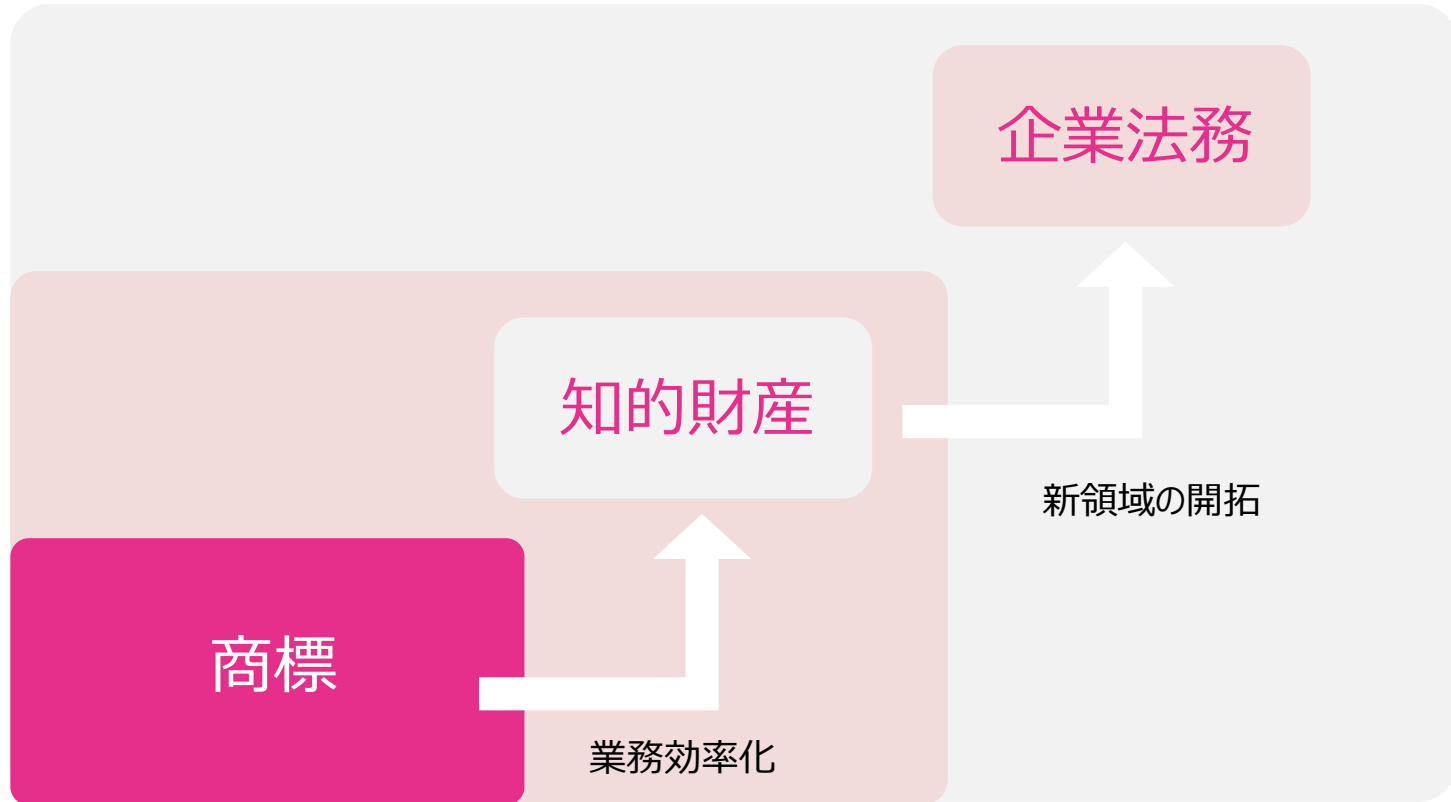 企業法務
知的財産
新領域の開拓
商標
業務効率化